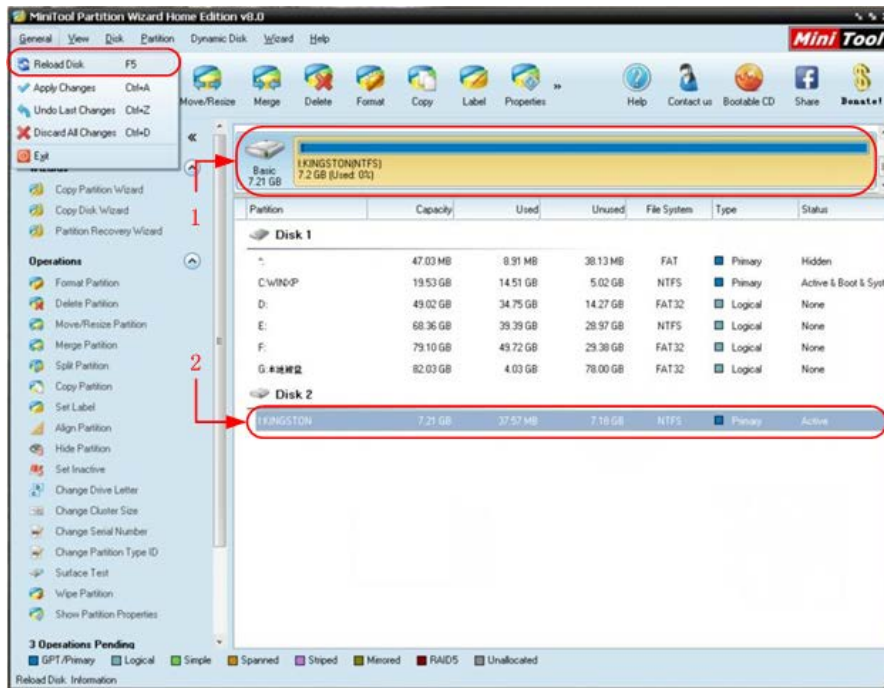 MiniTool Partition Wizard Home Edition v8.0
General View Disk Partition Dynamic Disk Wizard Help
Mini Tool
Reload Disk F5
Apply Changes Ctrl+A
Undo Last Changes Ctrl+Z
Discard All Changes Ctrl+D
Exit
Move/Resize Merge Delete Format Copy Label Properties » Help Contact us Bootable CD Share Donate!
«
Basic
7.21 GB
I:KINGSTON(NTFS)
7.2 GB (Used: 0%)
1
Wizards
Copy Partition Wizard
Copy Disk Wizard
Partition Recovery Wizard
Operations
Format Partition
Delete Partition
Move/Resize Partition
Merge Partition
Split Partition
Copy Partition
Set Label
Align Partition
Hide Partition
Set Inactive
Change Drive Letter
Change Cluster Size
Change Serial Number
Change Partition Type ID
Surface Test
Wipe Partition
Show Partition Properties
3 Operations Pending
2
Partition Capacity Used Unused File System Type Status
Disk 1
*: 47.03 MB 8.91 MB 38.13 MB FAT Primary Hidden
C:WINXP 19.53 GB 14.51 GB 5.02 GB NTFS Primary Active & Boot & Syst
D: 49.02 GB 34.75 GB 14.27 GB FAT32 Logical None
E: 68.36 GB 39.39 GB 28.97 GB NTFS Logical None
F: 79.10 GB 49.72 GB 29.38 GB FAT32 Logical None
G:本地磁盘 82.03 GB 4.03 GB 78.00 GB FAT32 Logical None
Disk 2
I:KINGSTON 7.21 GB 37.57 MB 7.18 GB NTFS Primary Active
GPT/Primary Logical Simple Spanned Striped Mirrored RAID5 Unallocated
Reload Disk Information